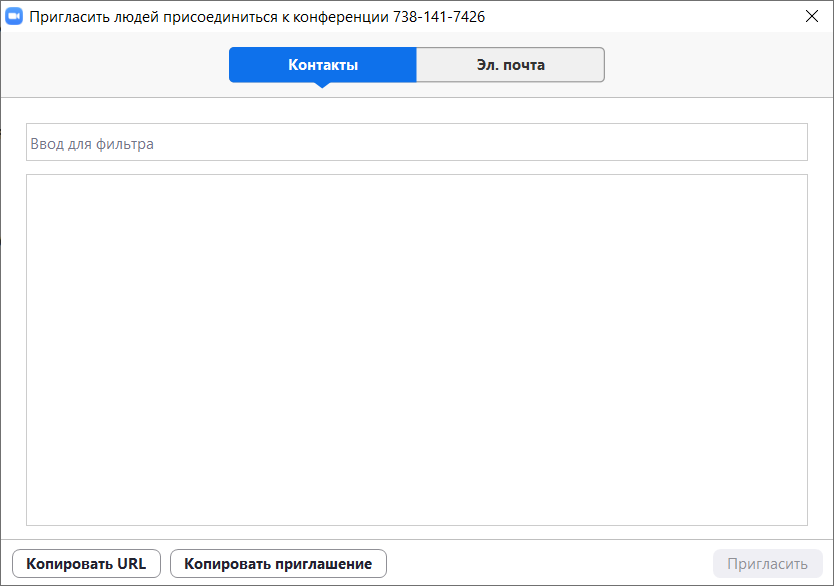 Пригласить людей присоединиться к конференции 738-141-7426
Контакты
Эл. почта
Ввод для фильтра
Копировать URL
Копировать приглашение
Пригласить